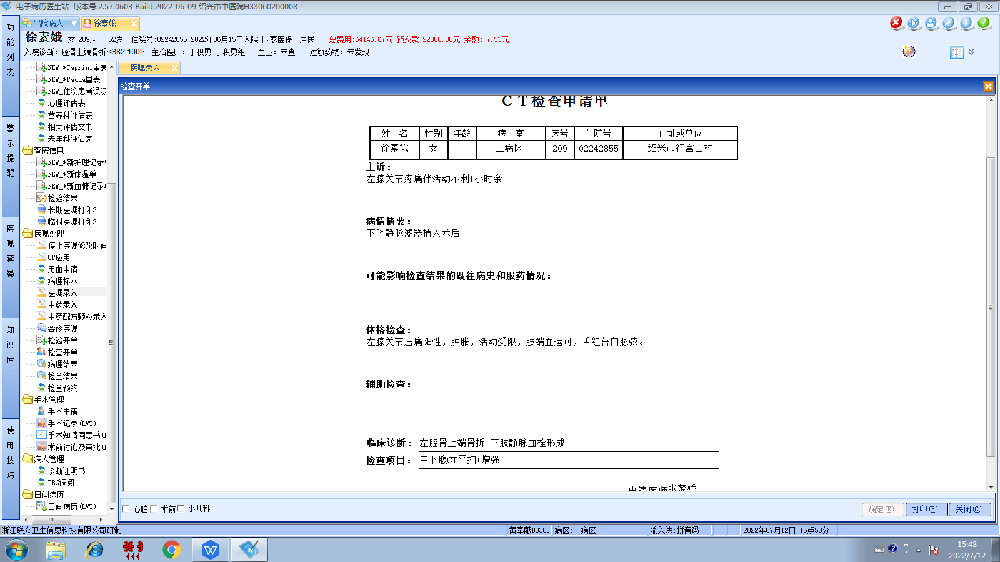 电子病历医生站 版本号:2.57.0603 Build:2022-06-09 绍兴市中医院H33060200008
出院病人
徐素娥
徐素娥 女 209床 62岁 住院号:02242855 2022年06月15日入院 国家医保 居民 总费用:64146.67元 预交款:22000.00元 余额: 7.53元
入院诊断: 胫骨上端骨折<S82.100> 主治医师: 丁积勇 丁积勇组 血型: 未查 过敏药物: 未发现
功能列表
警示提醒
医嘱套餐
知识库
使用技巧
NEW_*Caprini量表
NEW_*Padua量表
NEW_住院患者误吸
心理评估表
营养科评估表
相关评估文书
老年科评估表
查房信息
NEW_*新护理记录单
NEW_*新体温单
NEW_*新血糖记录单
检验结果
长期医嘱打印2
临时医嘱打印2
医嘱处理
停止医嘱修改时间
CP应用
用血申请
病理标本
医嘱录入
中药录入
中药配方颗粒录入
会诊医嘱
检验开单
检查开单
病理结果
检查结果
检查预约
手术管理
手术申请
手术记录(LV5)
手术知情同意书(L
术前讨论及审批(L
病人管理
诊断证明书
DRG调阅
日间病历
日间病历(LV5)
医嘱录入
检查开单
ＣＴ检查申请单
姓 名 性别 年龄 病 室 床号 住院号 住址或单位
徐素娥 女 二病区 209 02242855 绍兴市行宫山村
主诉：
左膝关节疼痛伴活动不利1小时余
病情摘要：
下腔静脉滤器植入术后
可能影响检查结果的既往病史和服药情况：
体格检查：
左膝关节压痛阳性，肿胀，活动受限，肢端血运可，舌红苔白脉弦。
辅助检查：
临床诊断： 左胫骨上端骨折 下肢静脉血栓形成
检查项目： 中下腹CT平扫+增强
申请医师 张梦娇
心脏 术前 小儿科
确定(E) 打印(P) 关闭(C)
浙江联众卫生信息科技有限公司研制 黄奉献D3306 病区:二病区 输入法:拼音码 2022年07月12日 15点50分
15:48
2022/7/12